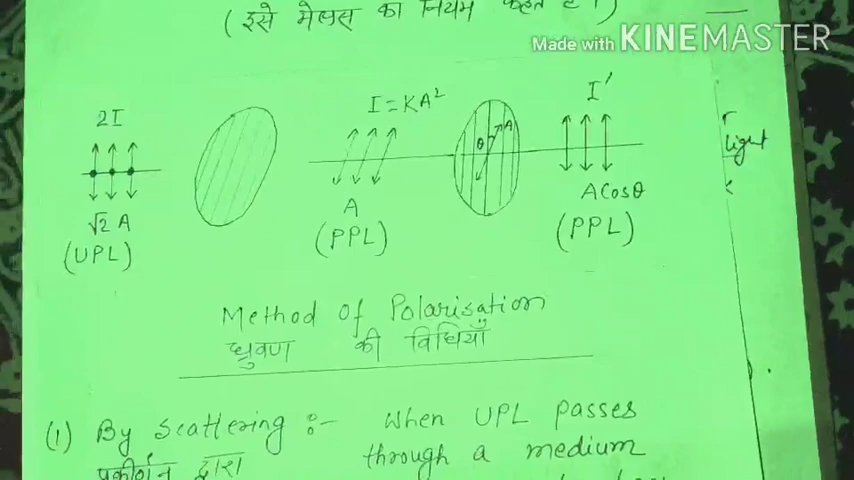 (इसे मेलस का नियम कहते हैं।)
Made with KINEMASTER
2I
I = KA²
I'
θ
A
light
√2 A
A
A Cosθ
(UPL)
(PPL)
(PPL)
Method of Polarisation
ध्रुवण की विधियाँ
(1) By Scattering :- When UPL passes
प्रकीर्णन द्वारा through a medium